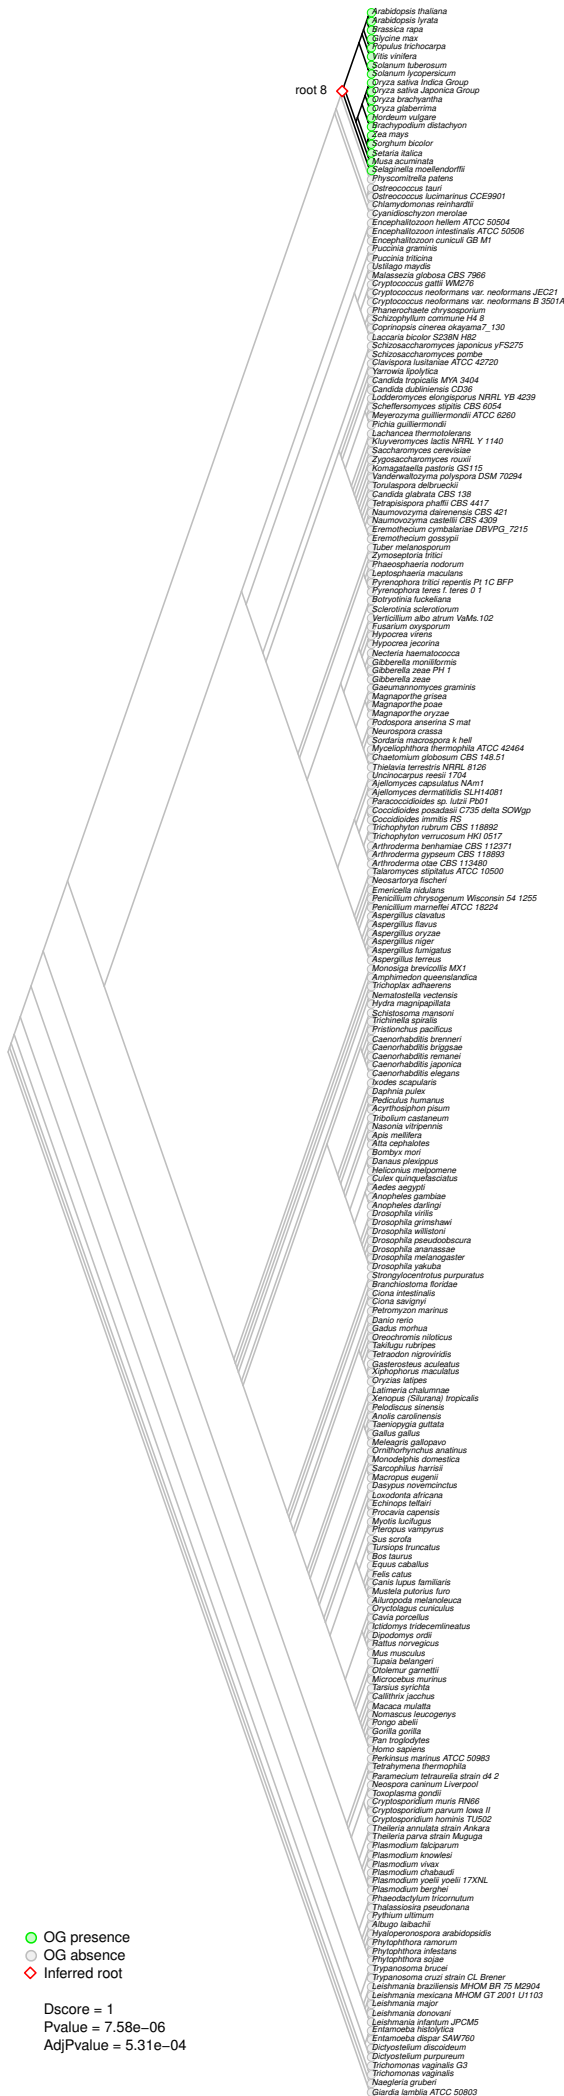 Arabidopsis thaliana
Arabidopsis lyrata
Brassica rapa
Glycine max
Populus trichocarpa
Vitis vinifera
Solanum tuberosum
Solanum lycopersicum
Oryza sativa Indica Group
root 8
Oryza sativa Japonica Group
Oryza brachyantha
Oryza glaberrima
Hordeum vulgare
Brachypodium distachyon
Zea mays
Sorghum bicolor
Setaria italica
Musa acuminata
Selaginella moellendorffii
Physcomitrella patens
Ostreococcus tauri
Ostreococcus lucimarinus CCE9901
Chlamydomonas reinhardtii
Cyanidioschyzon merolae
Encephalitozoon hellem ATCC 50504
Encephalitozoon intestinalis ATCC 50506
Encephalitozoon cuniculi GB M1
Puccinia graminis
Puccinia triticina
Ustilago maydis
Malassezia globosa CBS 7966
Cryptococcus gattii WM276
Cryptococcus neoformans var. neoformans JEC21
Cryptococcus neoformans var. neoformans B 3501A
Phanerochaete chrysosporium
Schizophyllum commune H4 8
Coprinopsis cinerea okayama7_130
Laccaria bicolor S238N H82
Schizosaccharomyces japonicus yFS275
Schizosaccharomyces pombe
Clavispora lusitaniae ATCC 42720
Yarrowia lipolytica
Candida tropicalis MYA 3404
Candida dubliniensis CD36
Lodderomyces elongisporus NRRL YB 4239
Scheffersomyces stipitis CBS 6054
Meyerozyma guilliermondii ATCC 6260
Pichia guilliermondii
Lachancea thermotolerans
Kluyveromyces lactis NRRL Y 1140
Saccharomyces cerevisiae
Zygosaccharomyces rouxii
Komagataella pastoris GS115
Vanderwaltozyma polyspora DSM 70294
Torulaspora delbrueckii
Candida glabrata CBS 138
Tetrapisispora phaffii CBS 4417
Naumovozyma dairenensis CBS 421
Naumovozyma castellii CBS 4309
Eremothecium cymbalariae DBVPG_7215
Eremothecium gossypii
Tuber melanosporum
Zymoseptoria tritici
Phaeosphaeria nodorum
Leptosphaeria maculans
Pyrenophora tritici repentis Pt 1C BFP
Pyrenophora teres f. teres 0 1
Botryotinia fuckeliana
Sclerotinia sclerotiorum
Verticillium albo atrum VaMs.102
Fusarium oxysporum
Hypocrea virens
Hypocrea jecorina
Nectria haematococca
Gibberella moniliformis
Gibberella zeae PH 1
Gibberella zeae
Gaeumannomyces graminis
Magnaporthe grisea
Magnaporthe poae
Magnaporthe oryzae
Podospora anserina S mat
Neurospora crassa
Sordaria macrospora k hell
Myceliophthora thermophila ATCC 42464
Chaetomium globosum CBS 148.51
Thielavia terrestris NRRL 8126
Uncinocarpus reesii 1704
Ajellomyces capsulatus NAm1
Ajellomyces dermatitidis SLH14081
Paracoccidioides sp. lutzii Pb01
Coccidioides posadasii C735 delta SOWgp
Coccidioides immitis RS
Trichophyton rubrum CBS 118892
Trichophyton verrucosum HKI 0517
Arthroderma benhamiae CBS 112371
Arthroderma gypseum CBS 118893
Arthroderma otae CBS 113480
Talaromyces stipitatus ATCC 10500
Neosartorya fischeri
Emericella nidulans
Penicillium chrysogenum Wisconsin 54 1255
Penicillium marneffei ATCC 18224
Aspergillus clavatus
Aspergillus flavus
Aspergillus oryzae
Aspergillus niger
Aspergillus fumigatus
Aspergillus terreus
Monosiga brevicollis MX1
Amphimedon queenslandica
Trichoplax adhaerens
Nematostella vectensis
Hydra magnipapillata
Schistosoma mansoni
Trichinella spiralis
Pristionchus pacificus
Caenorhabditis brenneri
Caenorhabditis briggsae
Caenorhabditis remanei
Caenorhabditis japonica
Caenorhabditis elegans
Ixodes scapularis
Daphnia pulex
Pediculus humanus
Acyrthosiphon pisum
Tribolium castaneum
Nasonia vitripennis
Apis mellifera
Atta cephalotes
Bombyx mori
Danaus plexippus
Heliconius melpomene
Culex quinquefasciatus
Aedes aegypti
Anopheles gambiae
Anopheles darlingi
Drosophila virilis
Drosophila grimshawi
Drosophila willistoni
Drosophila pseudoobscura
Drosophila ananassae
Drosophila melanogaster
Drosophila yakuba
Strongylocentrotus purpuratus
Branchiostoma floridae
Ciona intestinalis
Ciona savignyi
Petromyzon marinus
Danio rerio
Gadus morhua
Oreochromis niloticus
Takifugu rubripes
Tetraodon nigroviridis
Gasterosteus aculeatus
Xiphophorus maculatus
Oryzias latipes
Latimeria chalumnae
Xenopus (Silurana) tropicalis
Pelodiscus sinensis
Anolis carolinensis
Taeniopygia guttata
Gallus gallus
Meleagris gallopavo
Ornithorhynchus anatinus
Monodelphis domestica
Sarcophilus harrisii
Macropus eugenii
Dasypus novemcinctus
Loxodonta africana
Echinops telfairi
Procavia capensis
Myotis lucifugus
Pteropus vampyrus
Sus scrofa
Tursiops truncatus
Bos taurus
Equus caballus
Felis catus
Canis lupus familiaris
Mustela putorius furo
Ailuropoda melanoleuca
Oryctolagus cuniculus
Cavia porcellus
Ictidomys tridecemlineatus
Dipodomys ordii
Rattus norvegicus
Mus musculus
Tupaia belangeri
Otolemur garnettii
Microcebus murinus
Tarsius syrichta
Callithrix jacchus
Macaca mulatta
Nomascus leucogenys
Pongo abelii
Gorilla gorilla
Pan troglodytes
Homo sapiens
Perkinsus marinus ATCC 50983
Tetrahymena thermophila
Paramecium tetraurelia strain d4 2
Neospora caninum Liverpool
Toxoplasma gondii
Cryptosporidium muris RN66
Cryptosporidium parvum Iowa II
Cryptosporidium hominis TU502
Theileria annulata strain Ankara
Theileria parva strain Muguga
Plasmodium falciparum
Plasmodium knowlesi
Plasmodium vivax
Plasmodium chabaudi
Plasmodium yoelii yoelii 17XNL
Plasmodium berghei
Phaeodactylum tricornutum
Thalassiosira pseudonana
Pythium ultimum
Albugo laibachii
Hyaloperonospora arabidopsidis
Phytophthora ramorum
Phytophthora infestans
Phytophthora sojae
Trypanosoma brucei
Trypanosoma cruzi strain CL Brener
Leishmania braziliensis MHOM BR 75 M2904
Leishmania mexicana MHOM GT 2001 U1103
Leishmania major
Leishmania donovani
Leishmania infantum JPCM5
Entamoeba histolytica
Entamoeba dispar SAW760
Dictyostelium discoideum
Dictyostelium purpureum
Trichomonas vaginalis G3
Trichomonas vaginalis
Naegleria gruberi
Giardia lamblia ATCC 50803
OG presence
OG absence
Inferred root
Dscore = 1
Pvalue = 7.58e−06
AdjPvalue = 5.31e−04